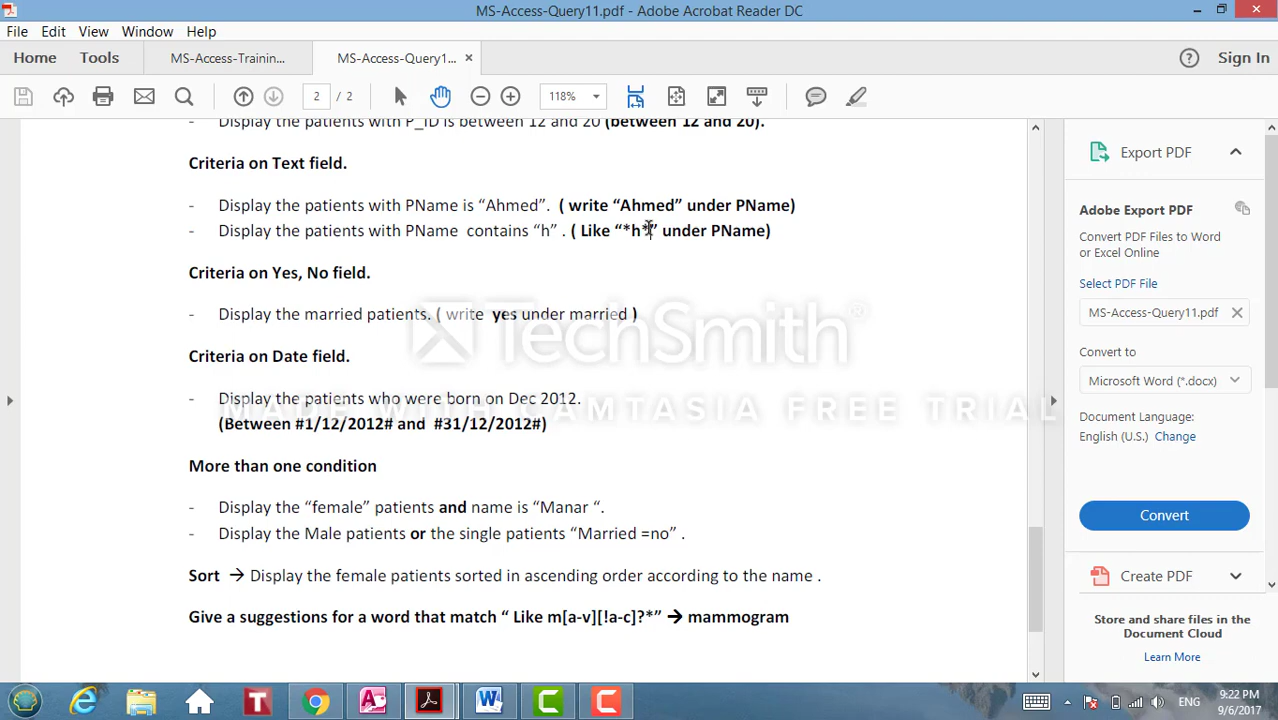 MS-Access-Query11.pdf - Adobe Acrobat Reader DC
File Edit View Window Help
Home Tools MS-Access-Trainin... MS-Access-Query1... × Sign In
2 / 2 118%
- Display the patients with P_ID is between 12 and 20 (between 12 and 20).
Criteria on Text field.
- Display the patients with PName is “Ahmed”. ( write “Ahmed” under PName)
- Display the patients with PName contains “h” . ( Like “*h*” under PName)
Criteria on Yes, No field.
- Display the married patients. ( write yes under married )
Criteria on Date field.
- Display the patients who were born on Dec 2012.
(Between #1/12/2012# and #31/12/2012#)
More than one condition
- Display the “female” patients and name is “Manar “.
- Display the Male patients or the single patients “Married =no” .
Sort → Display the female patients sorted in ascending order according to the name .
Give a suggestions for a word that match “ Like m[a-v][!a-c]?*” → mammogram
TechSmith
MADE WITH CAMTASIA FREE TRIAL
Export PDF
Adobe Export PDF
Convert PDF Files to Word
or Excel Online
Select PDF File
MS-Access-Query11.pdf ×
Convert to
Microsoft Word (*.docx)
Document Language:
English (U.S.) Change
Convert
Create PDF
Store and share files in the
Document Cloud
Learn More
ENG
9:22 PM
9/6/2017